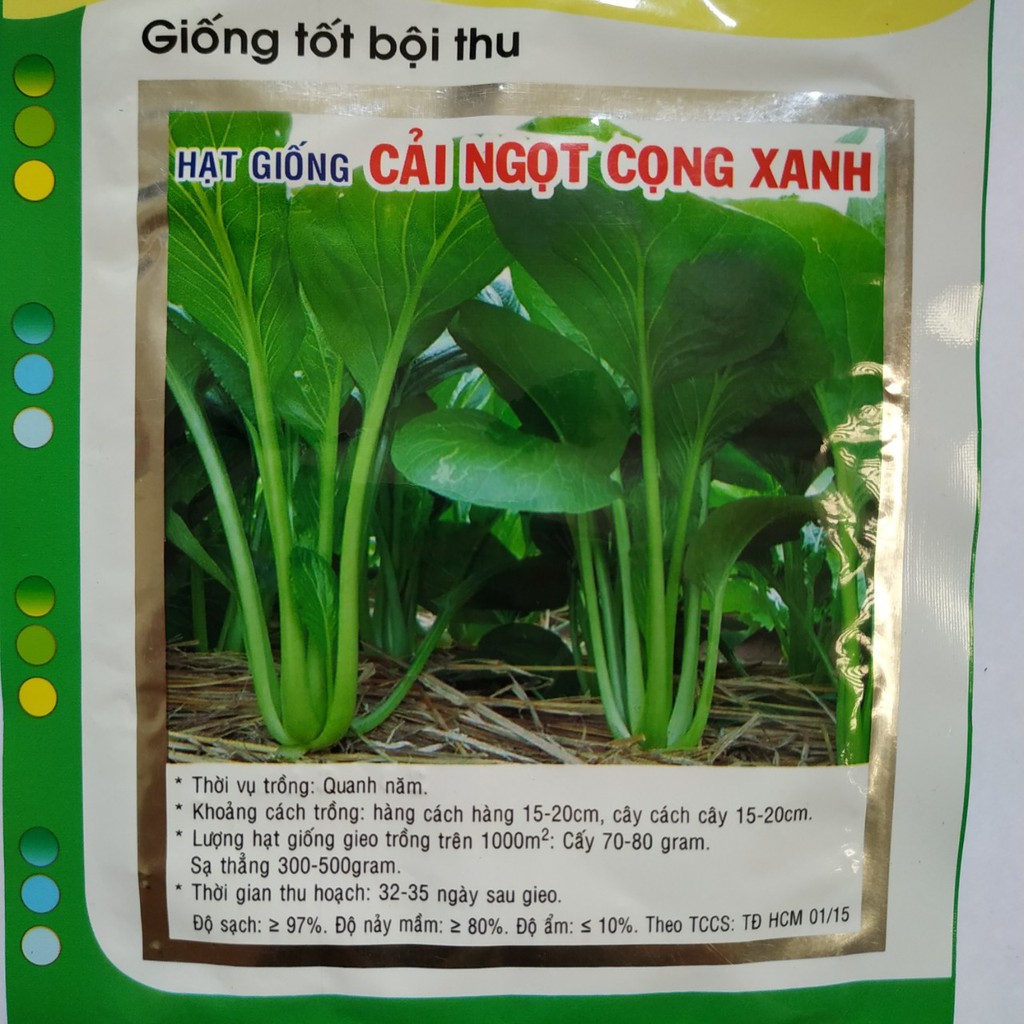 Giống tốt bội thu
HẠT GIỐNG CẢI NGỌT CỌNG XANH
* Thời vụ trồng: Quanh năm.
* Khoảng cách trồng: hàng cách hàng 15-20cm, cây cách cây 15-20cm.
* Lượng hạt giống gieo trồng trên 1000m²: Cấy 70-80 gram.
Sạ thẳng 300-500gram.
* Thời gian thu hoạch: 32-35 ngày sau gieo.
Độ sạch: ≥ 97%. Độ nảy mầm: ≥ 80%. Độ ẩm: ≤ 10%. Theo TCCS: TĐ HCM 01/15